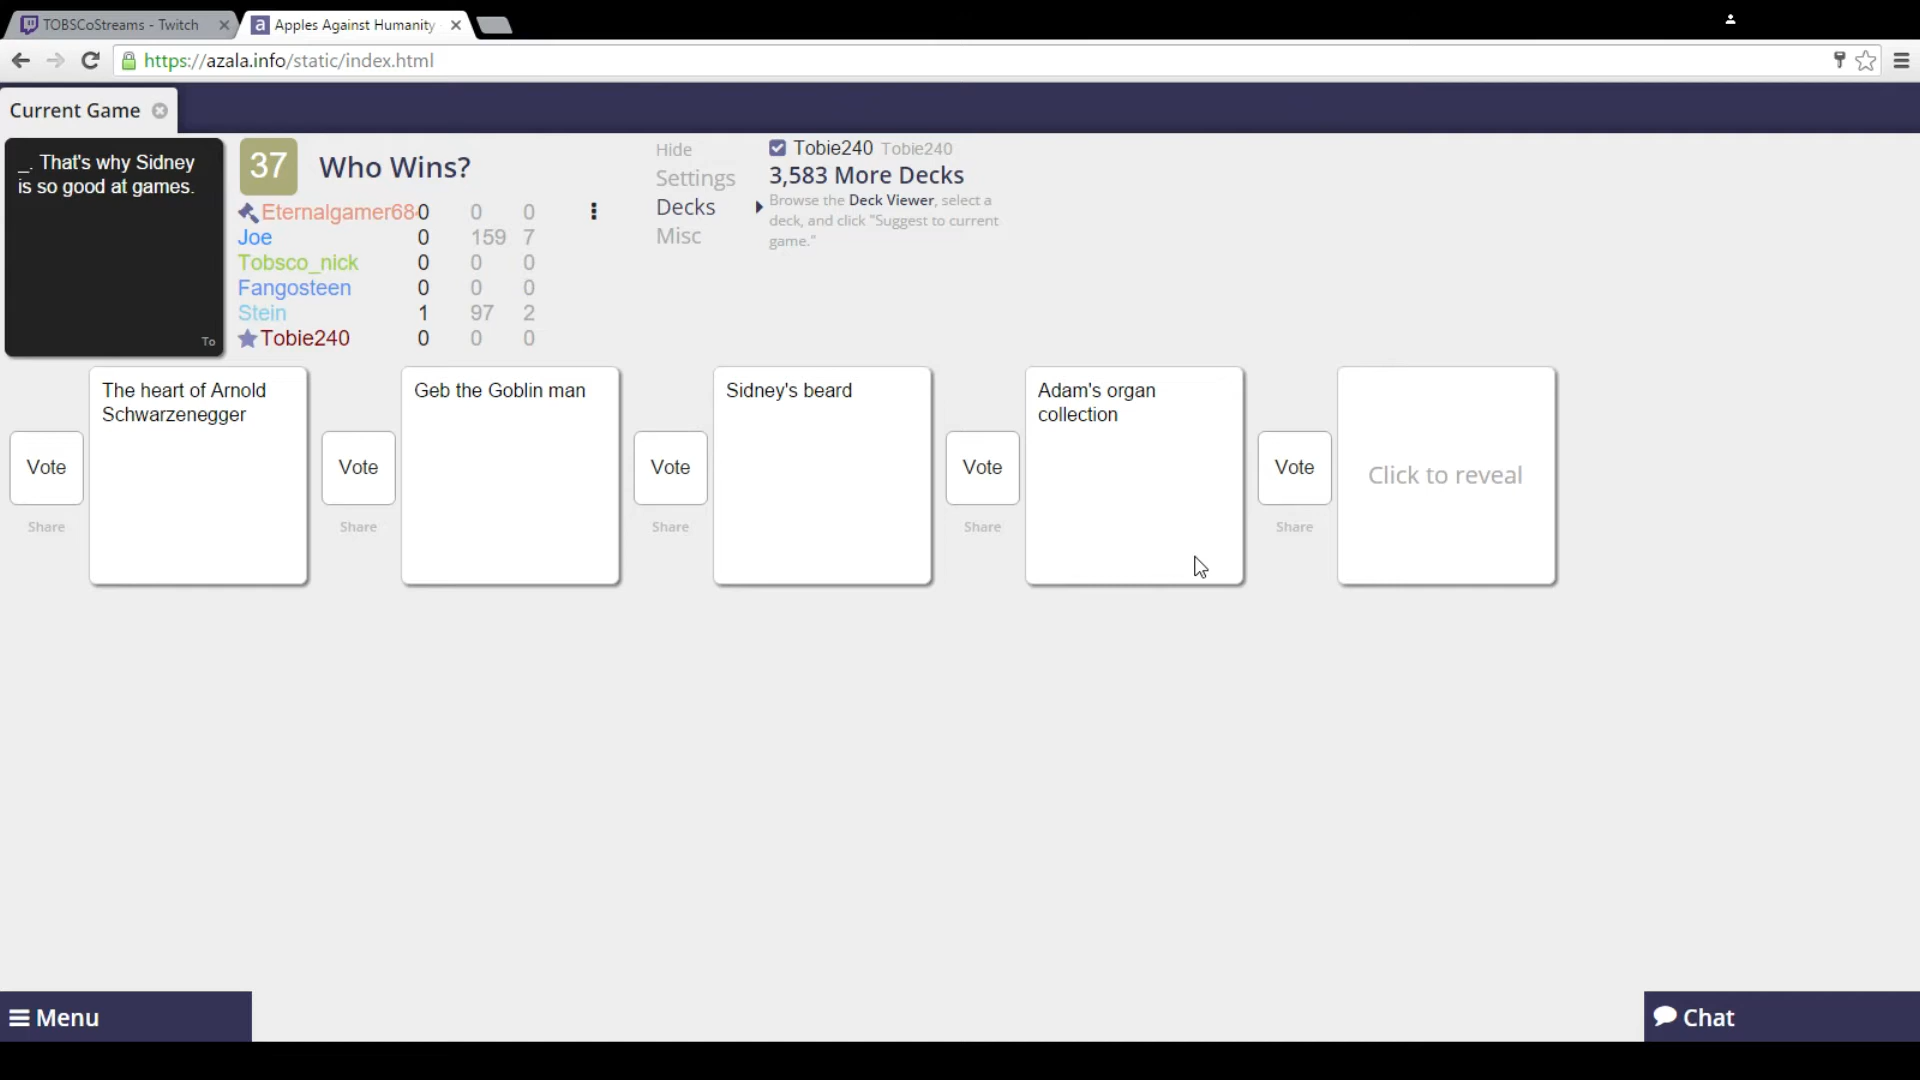 TOBSCoStreams - Twitch
a Apples Against Humanity
https://azala.info/static/index.html
Current Game
_. That's why Sidney
is so good at games.
To
37 Who Wins?
Eternalgamer68 0 0 0
Joe 0 159 7
Tobsco_nick 0 0 0
Fangosteen 0 0 0
Stein 1 97 2
Tobie240 0 0 0
Hide
Settings
Decks
Misc
Tobie240 Tobie240
3,583 More Decks
Browse the Deck Viewer, select a
deck, and click "Suggest to current
game."
Vote
Share
The heart of Arnold
Schwarzenegger
Vote
Share
Geb the Goblin man
Vote
Share
Sidney's beard
Vote
Share
Adam's organ
collection
Vote
Share
Click to reveal
Menu
Chat